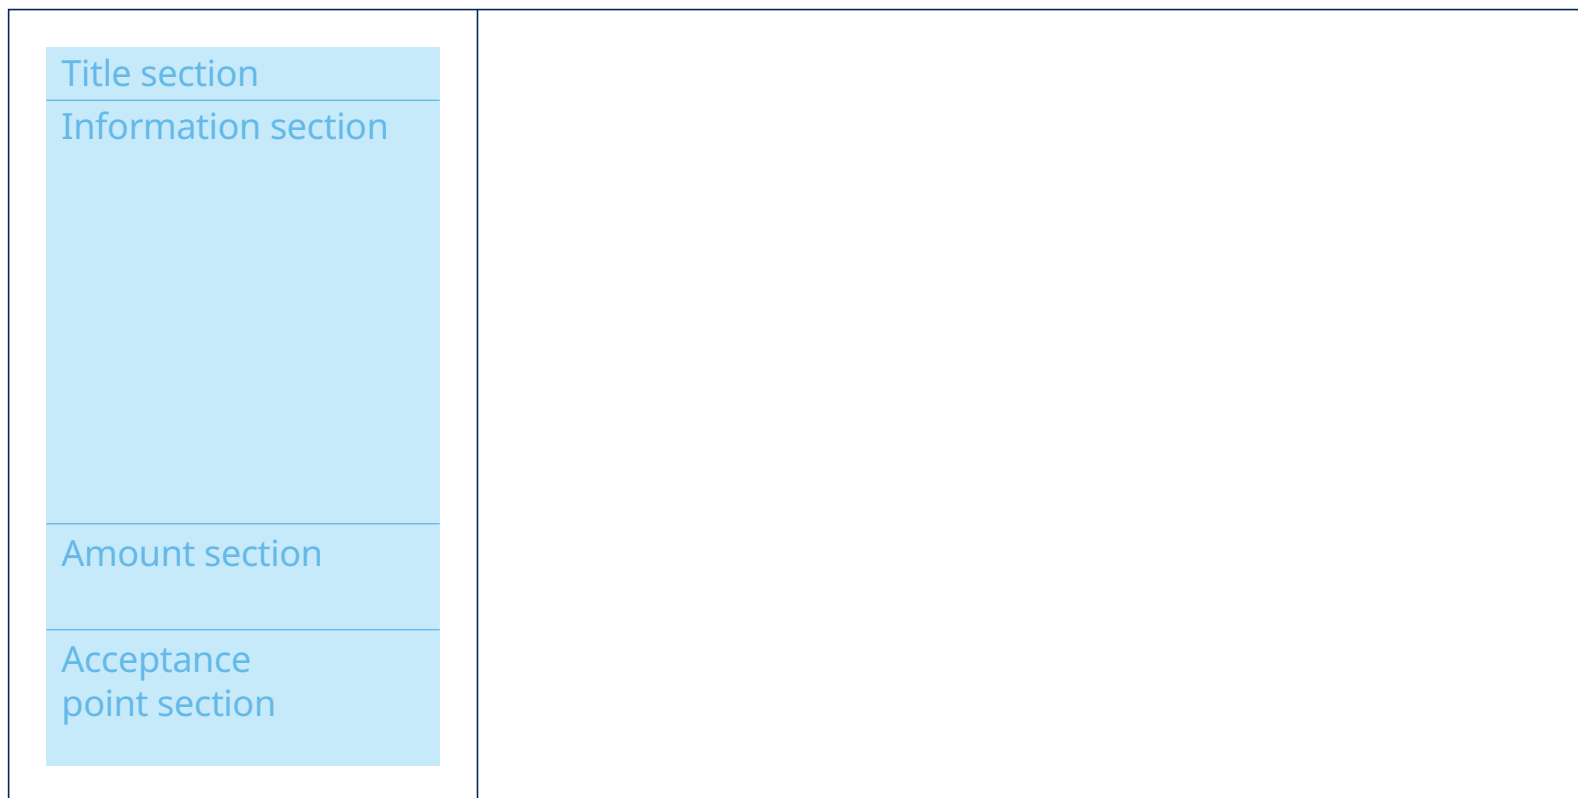 Title section
Information section
Amount section
Acceptance
point section